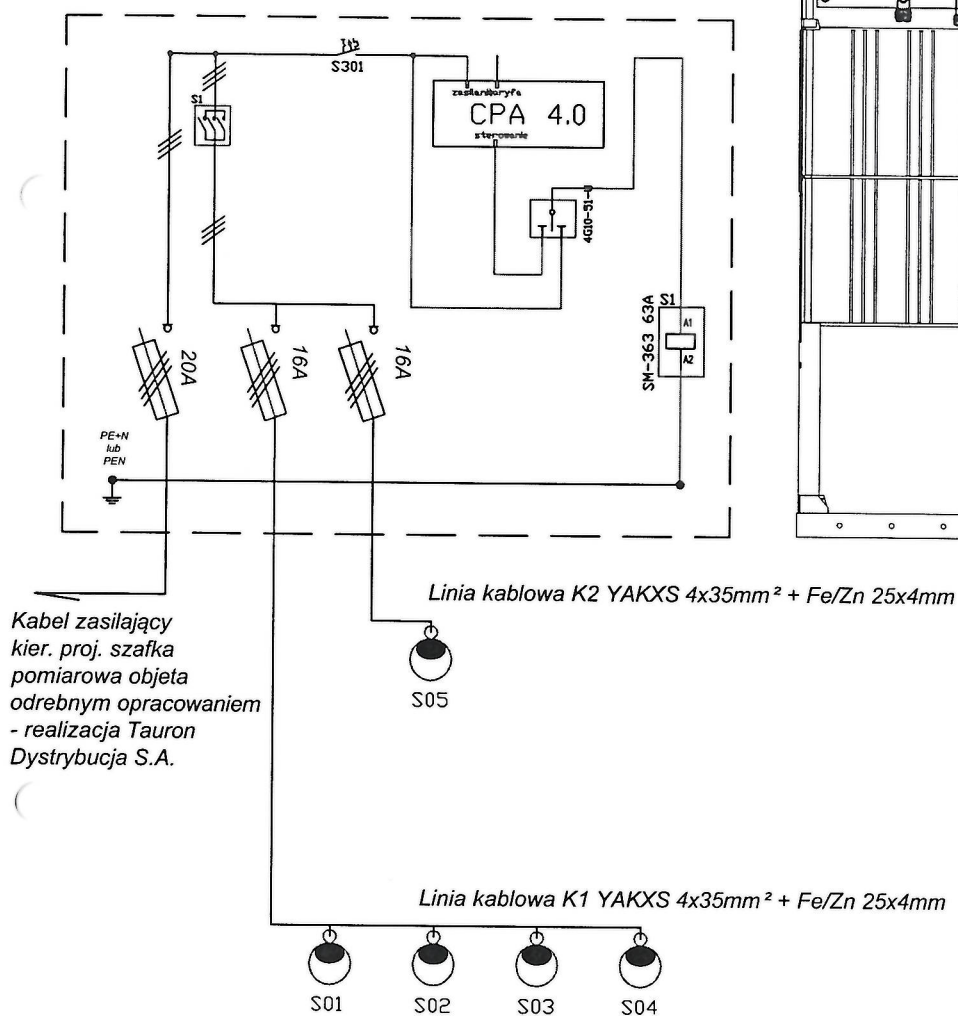 S301
S1
zasilanie
taryfa
CPA 4.0
sterowanie
4G10-51-
S1
SM-363 63A
A1
A2
20A
16A
16A
PE+N
lub
PEN
Linia kablowa K2 YAKXS 4x35mm² + Fe/Zn 25x4mm
Kabel zasilający
kier. proj. szafka
pomiarowa objeta
odrebnym opracowaniem
- realizacja Tauron
Dystrybucja S.A.
S05
Linia kablowa K1 YAKXS 4x35mm² + Fe/Zn 25x4mm
S01 S02 S03 S04